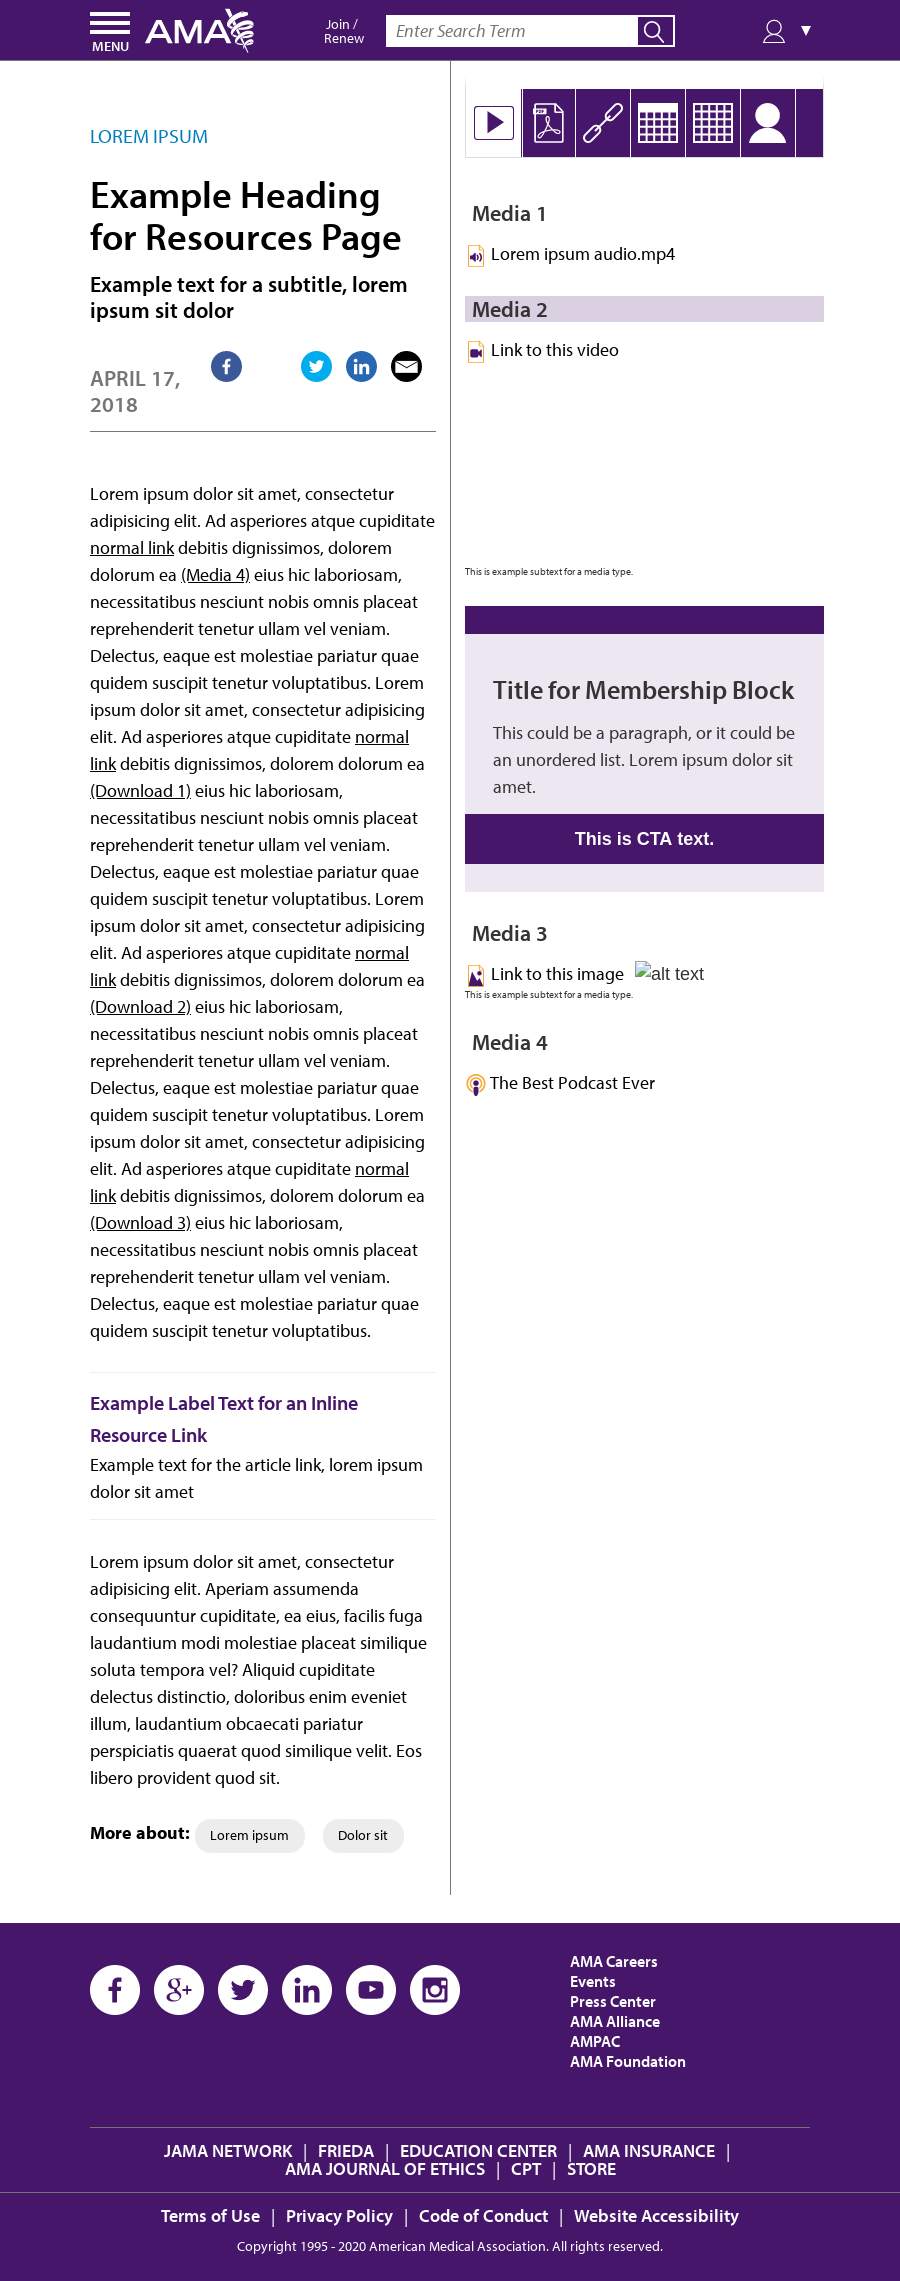 MENU
AMA
Join /
Renew
Enter Search Term
▼
LOREM IPSUM
Example Heading
for Resources Page
Example text for a subtitle, lorem
ipsum sit dolor
APRIL 17,
2018
Lorem ipsum dolor sit amet, consectetur
adipisicing elit. Ad asperiores atque cupiditate
normal link debitis dignissimos, dolorem
dolorum ea (Media 4) eius hic laboriosam,
necessitatibus nesciunt nobis omnis placeat
reprehenderit tenetur ullam vel veniam.
Delectus, eaque est molestiae pariatur quae
quidem suscipit tenetur voluptatibus. Lorem
ipsum dolor sit amet, consectetur adipisicing
elit. Ad asperiores atque cupiditate normal
link debitis dignissimos, dolorem dolorum ea
(Download 1) eius hic laboriosam,
necessitatibus nesciunt nobis omnis placeat
reprehenderit tenetur ullam vel veniam.
Delectus, eaque est molestiae pariatur quae
quidem suscipit tenetur voluptatibus. Lorem
ipsum dolor sit amet, consectetur adipisicing
elit. Ad asperiores atque cupiditate normal
link debitis dignissimos, dolorem dolorum ea
(Download 2) eius hic laboriosam,
necessitatibus nesciunt nobis omnis placeat
reprehenderit tenetur ullam vel veniam.
Delectus, eaque est molestiae pariatur quae
quidem suscipit tenetur voluptatibus. Lorem
ipsum dolor sit amet, consectetur adipisicing
elit. Ad asperiores atque cupiditate normal
link debitis dignissimos, dolorem dolorum ea
(Download 3) eius hic laboriosam,
necessitatibus nesciunt nobis omnis placeat
reprehenderit tenetur ullam vel veniam.
Delectus, eaque est molestiae pariatur quae
quidem suscipit tenetur voluptatibus.
Example Label Text for an Inline
Resource Link
Example text for the article link, lorem ipsum
dolor sit amet
Lorem ipsum dolor sit amet, consectetur
adipisicing elit. Aperiam assumenda
consequuntur cupiditate, ea eius, facilis fuga
laudantium modi molestiae placeat similique
soluta tempora vel? Aliquid cupiditate
delectus distinctio, doloribus enim eveniet
illum, laudantium obcaecati pariatur
perspiciatis quaerat quod similique velit. Eos
libero provident quod sit.
More about: Lorem ipsum Dolor sit
PDF
Media 1
Lorem ipsum audio.mp4
Media 2
Link to this video
This is example subtext for a media type.
Title for Membership Block
This could be a paragraph, or it could be
an unordered list. Lorem ipsum dolor sit
amet.
This is CTA text.
Media 3
Link to this image alt text
This is example subtext for a media type.
Media 4
The Best Podcast Ever
AMA Careers
Events
Press Center
AMA Alliance
AMPAC
AMA Foundation
JAMA NETWORK | FRIEDA | EDUCATION CENTER | AMA INSURANCE |
AMA JOURNAL OF ETHICS | CPT | STORE
Terms of Use | Privacy Policy | Code of Conduct | Website Accessibility
Copyright 1995 - 2020 American Medical Association. All rights reserved.